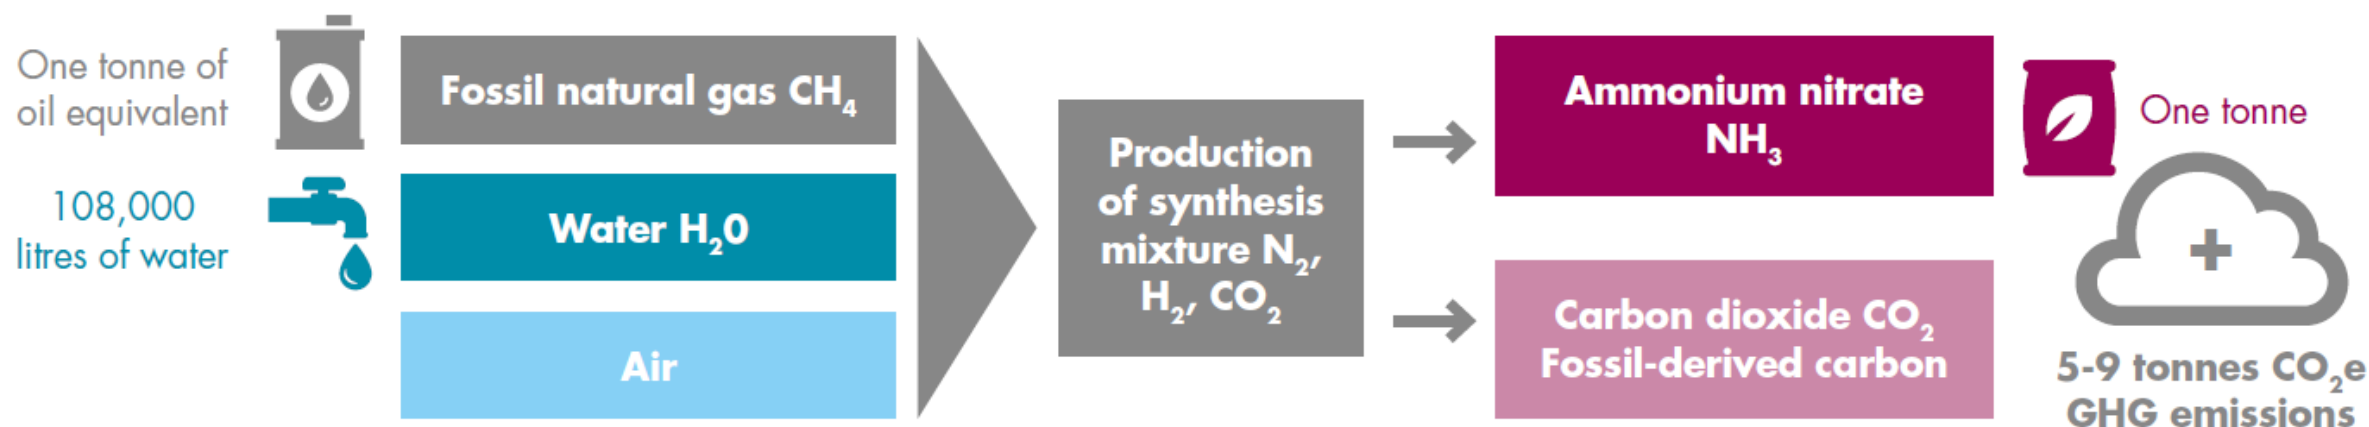 One tonne of
oil equivalent
Fossil natural gas CH₄
108,000
litres of water
Water H₂0
Air
Production
of synthesis
mixture N₂,
H₂, CO₂
Ammonium nitrate
NH₃
One tonne
Carbon dioxide CO₂
Fossil-derived carbon
+
5-9 tonnes CO₂e
GHG emissions